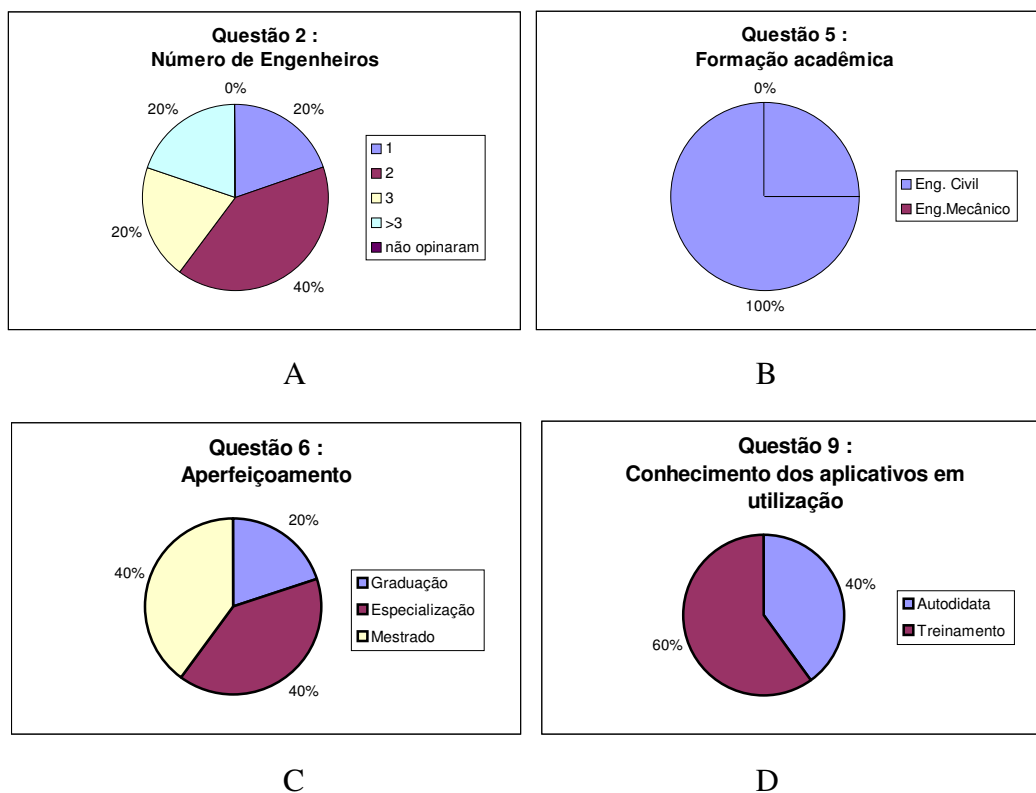 Questão 2 :
Número de Engenheiros
0%
20%
20%
20%
40%
1
2
3
>3
não opinaram
A
Questão 5 :
Formação acadêmica
0%
100%
Eng. Civil
Eng.Mecânico
B
Questão 6 :
Aperfeiçoamento
20%
40%
40%
Graduação
Especialização
Mestrado
C
Questão 9 :
Conhecimento dos aplicativos em
utilização
40%
60%
Autodidata
Treinamento
D